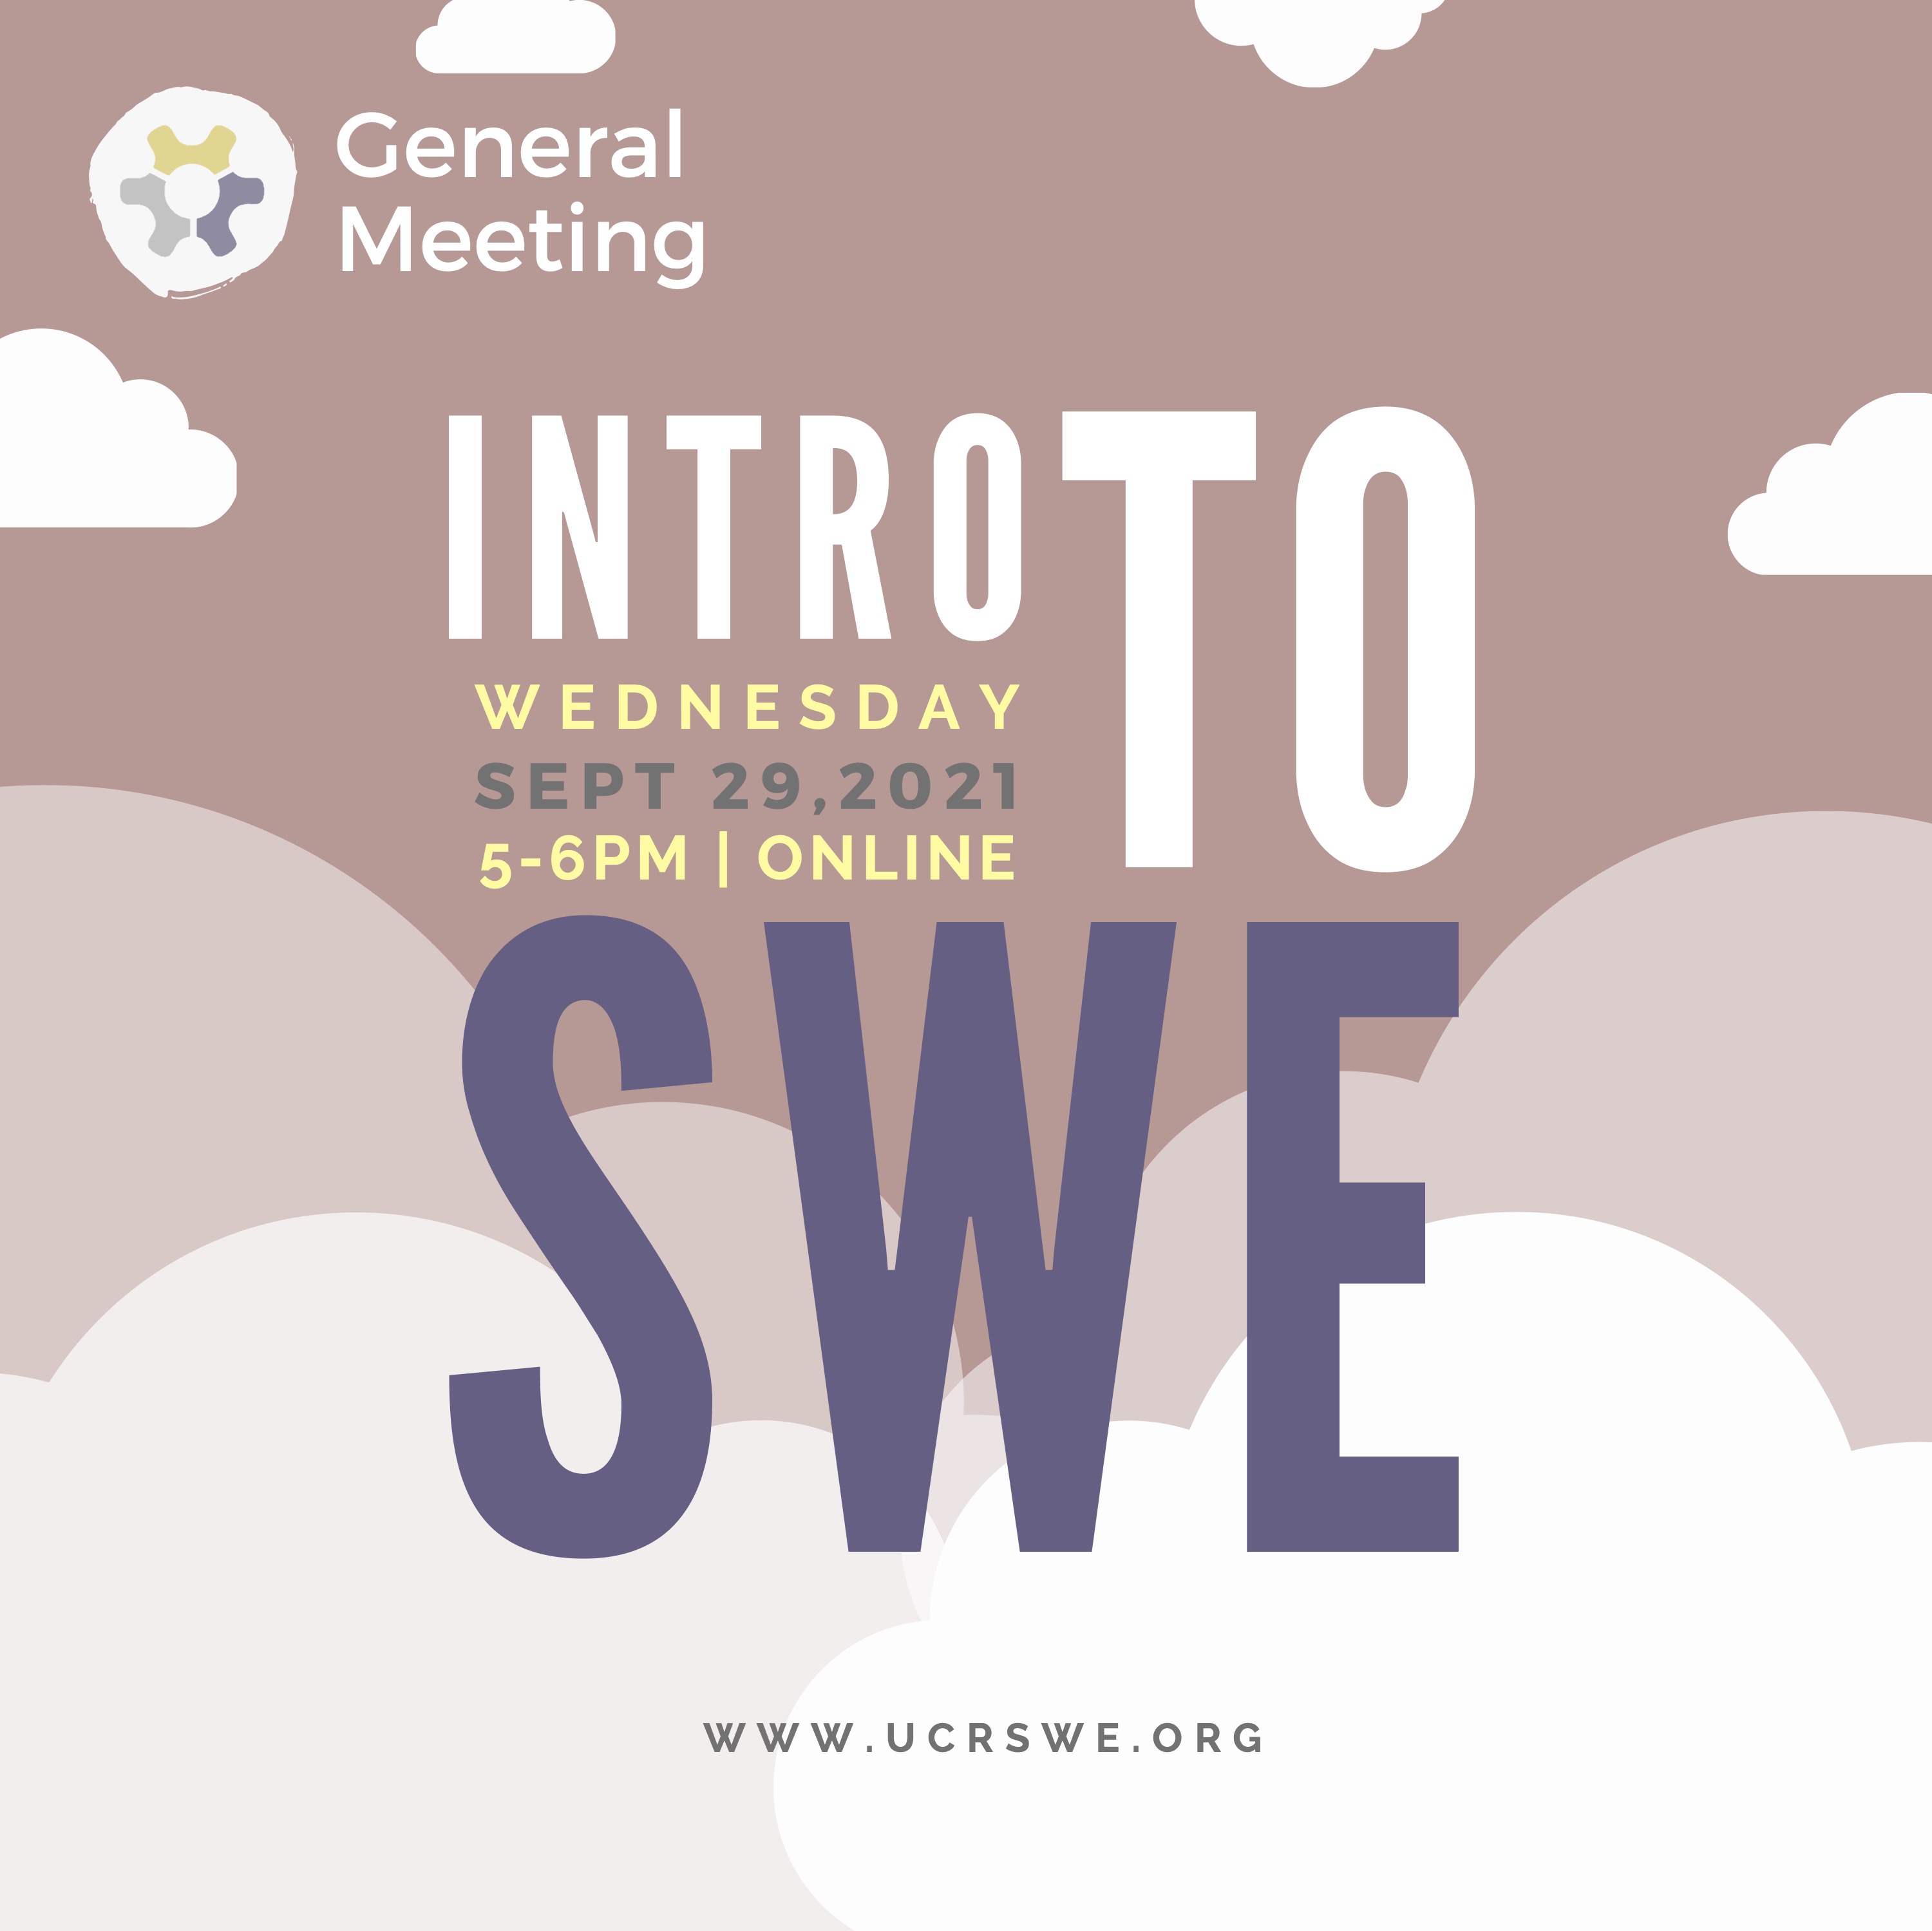 General
Meeting
INTRO TO
WEDNESDAY
SEPT 29,2021
5-6PM | ONLINE
SWE
WWW.UCRSWE.ORG